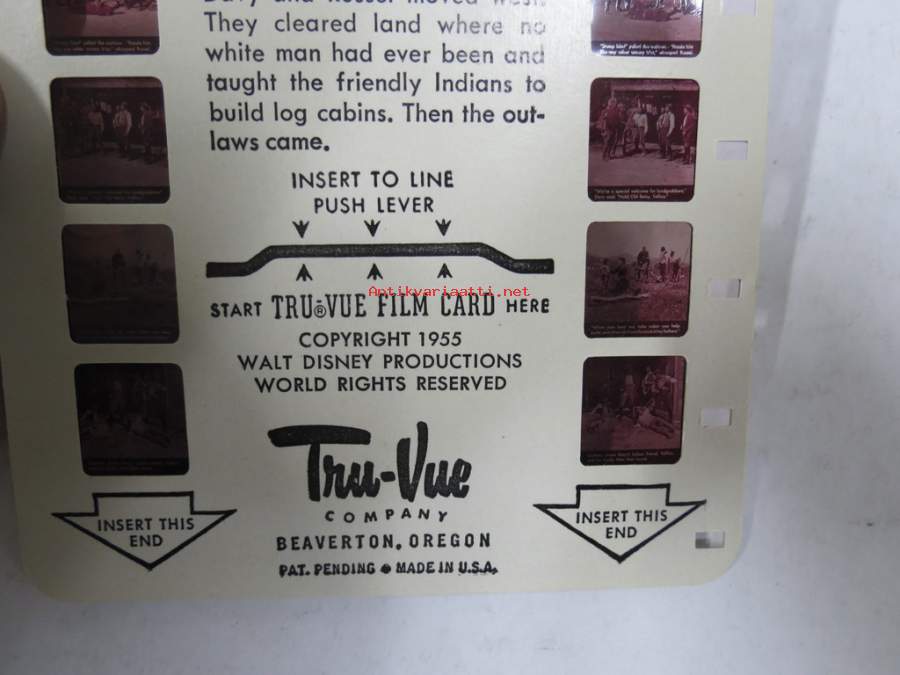 They cleared land where no
white man had ever been and
taught the friendly Indians to
build log cabins. Then the out-
laws came.
INSERT TO LINE
PUSH LEVER
Antikvariaatti.net
START TRU®VUE FILM CARD HERE
COPYRIGHT 1955
WALT DISNEY PRODUCTIONS
WORLD RIGHTS RESERVED
Tru-Vue
COMPANY
BEAVERTON, OREGON
PAT. PENDING • MADE IN U.S.A.
INSERT THIS
END
INSERT THIS
END